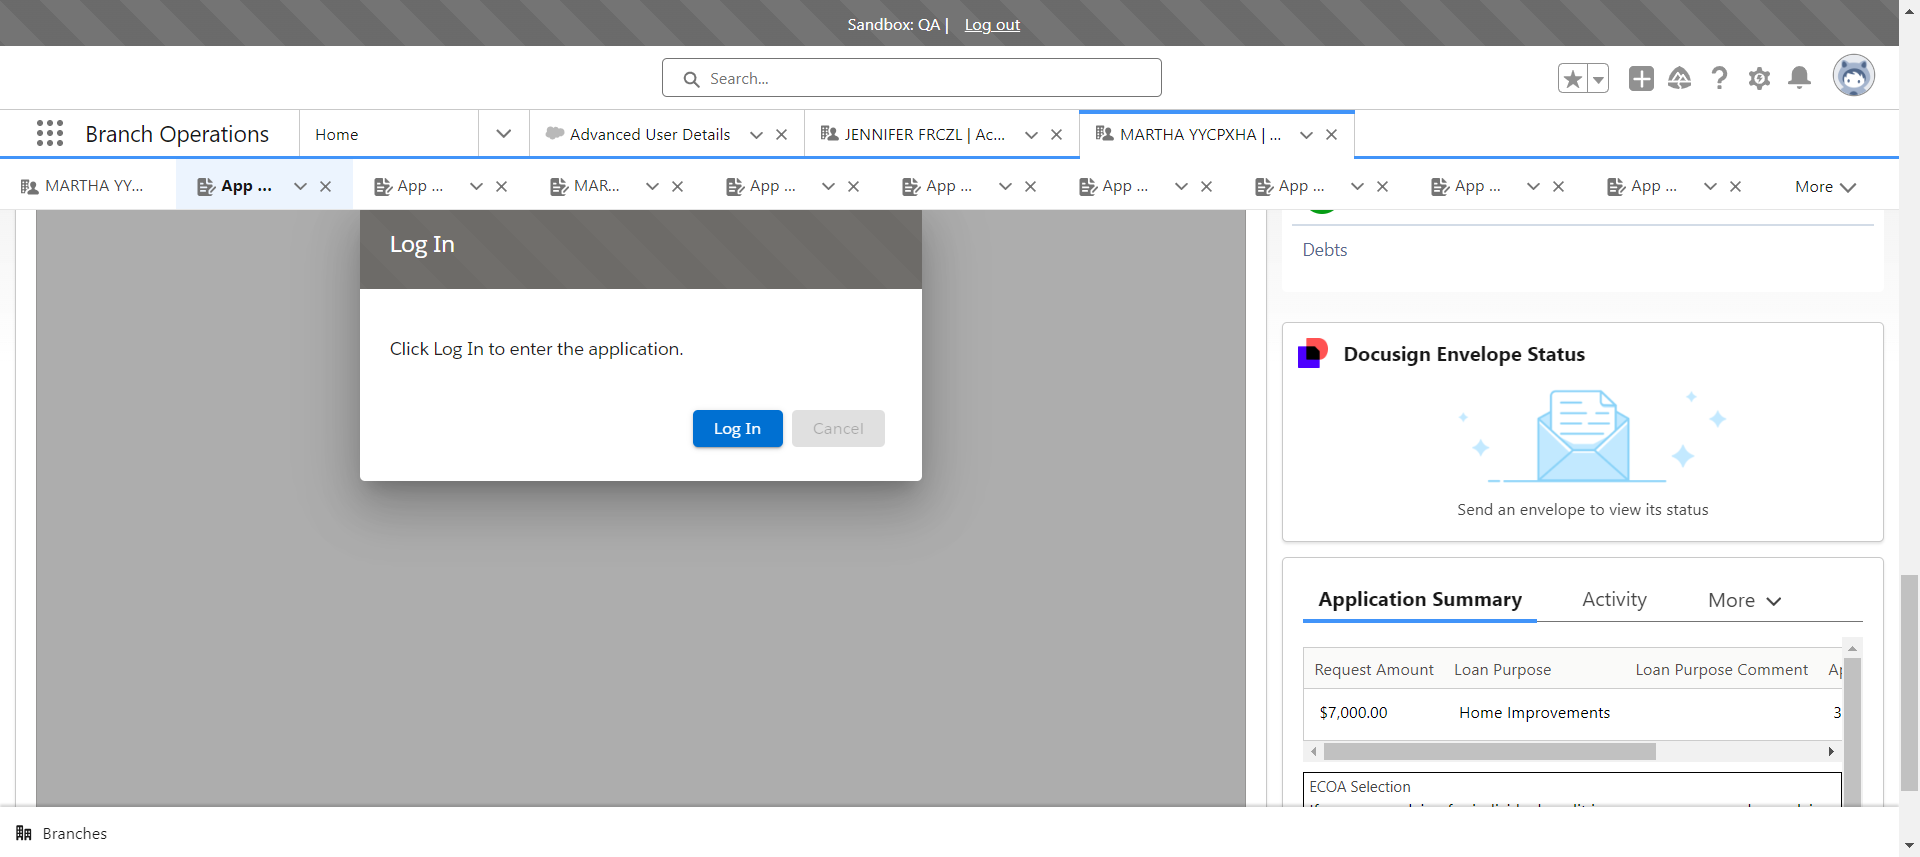 Sandbox: QA | Log out
Search...
Branch Operations
Home
Advanced User Details
JENNIFER FRCZL | Ac...
MARTHA YYCPXHA | ...
MARTHA YY...
App ...
App ...
MAR...
App ...
App ...
App ...
App ...
App ...
App ...
More
Log In
Click Log In to enter the application.
Log In
Cancel
Debts
Docusign Envelope Status
Send an envelope to view its status
Application Summary
Activity
More
Request Amount
Loan Purpose
Loan Purpose Comment
$7,000.00
Home Improvements
3
ECOA Selection
Branches